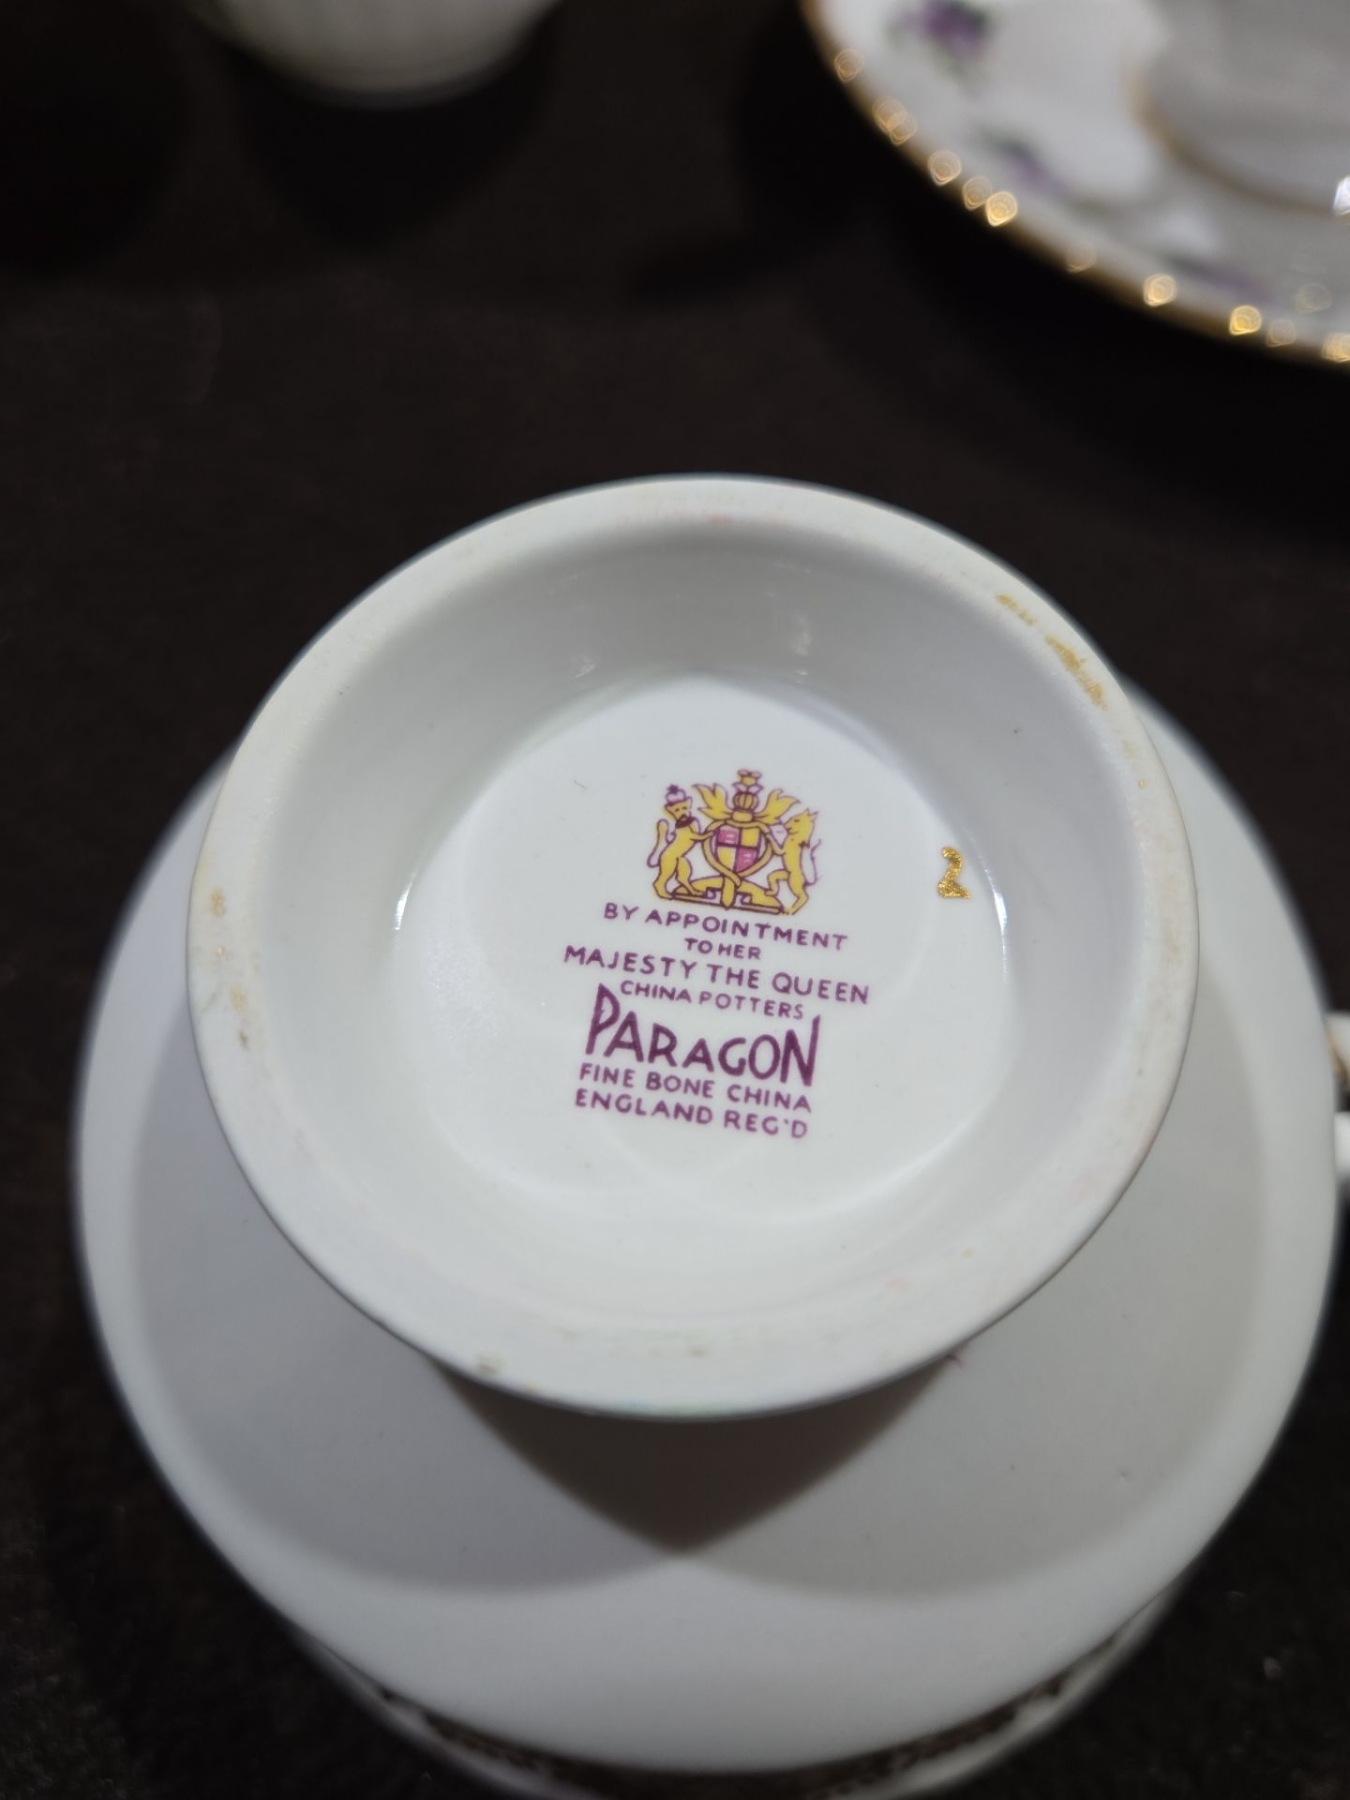 BY APPOINTMENT
TO HER
MAJESTY THE QUEEN
CHINA POTTERS
PARAGON
FINE BONE CHINA
ENGLAND REG'D
2